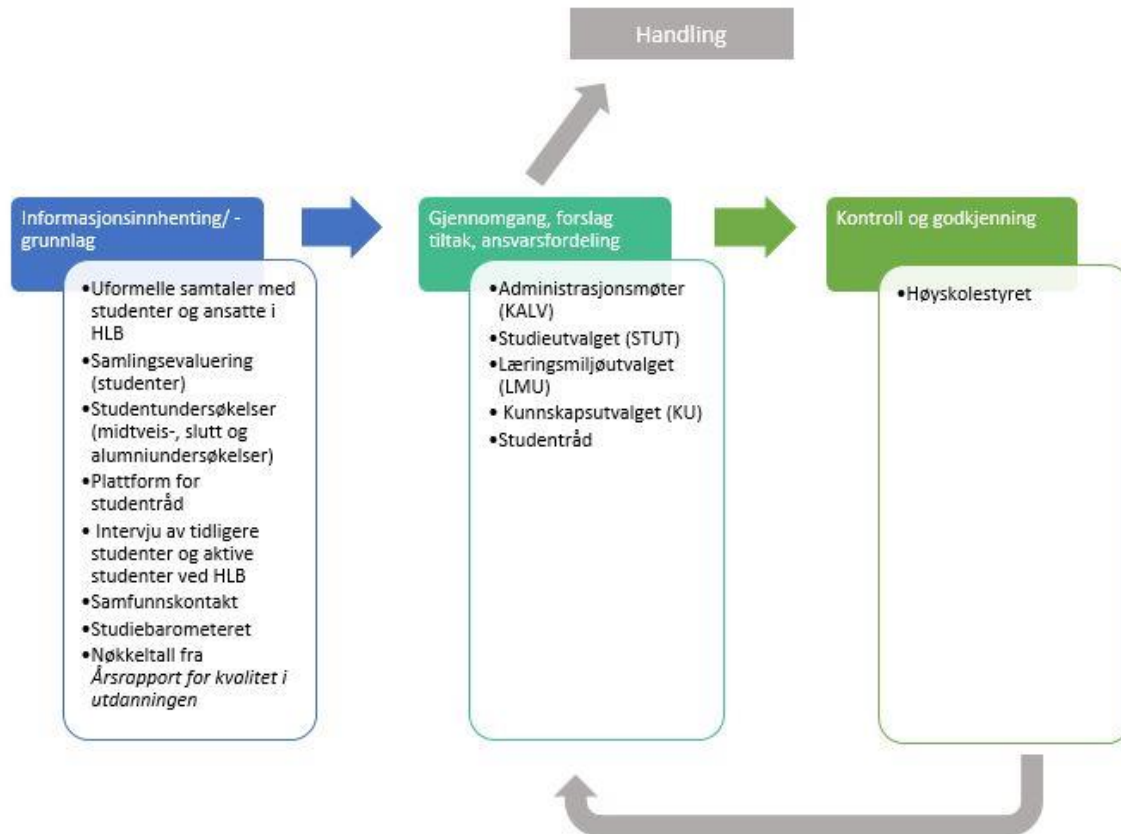 Handling
Informasjonsinnhenting/ -
grunnlag
•Uformelle samtaler med
studenter og ansatte i
HLB
•Samlingsevaluering
(studenter)
•Studentundersøkelser
(midtveis-, slutt og
alumniundersøkelser)
•Plattform for
studentråd
• Intervju av tidligere
studenter og aktive
studenter ved HLB
•Samfunnskontakt
•Studiebarometeret
•Nøkkeltall fra
Årsrapport for kvalitet i
utdanningen
Gjennomgang, forslag
tiltak, ansvarsfordeling
•Administrasjonsmøter
(KALV)
•Studieutvalget (STUT)
•Læringsmiljøutvalget
(LMU)
• Kunnskapsutvalget (KU)
•Studentråd
Kontroll og godkjenning
•Høyskolestyret